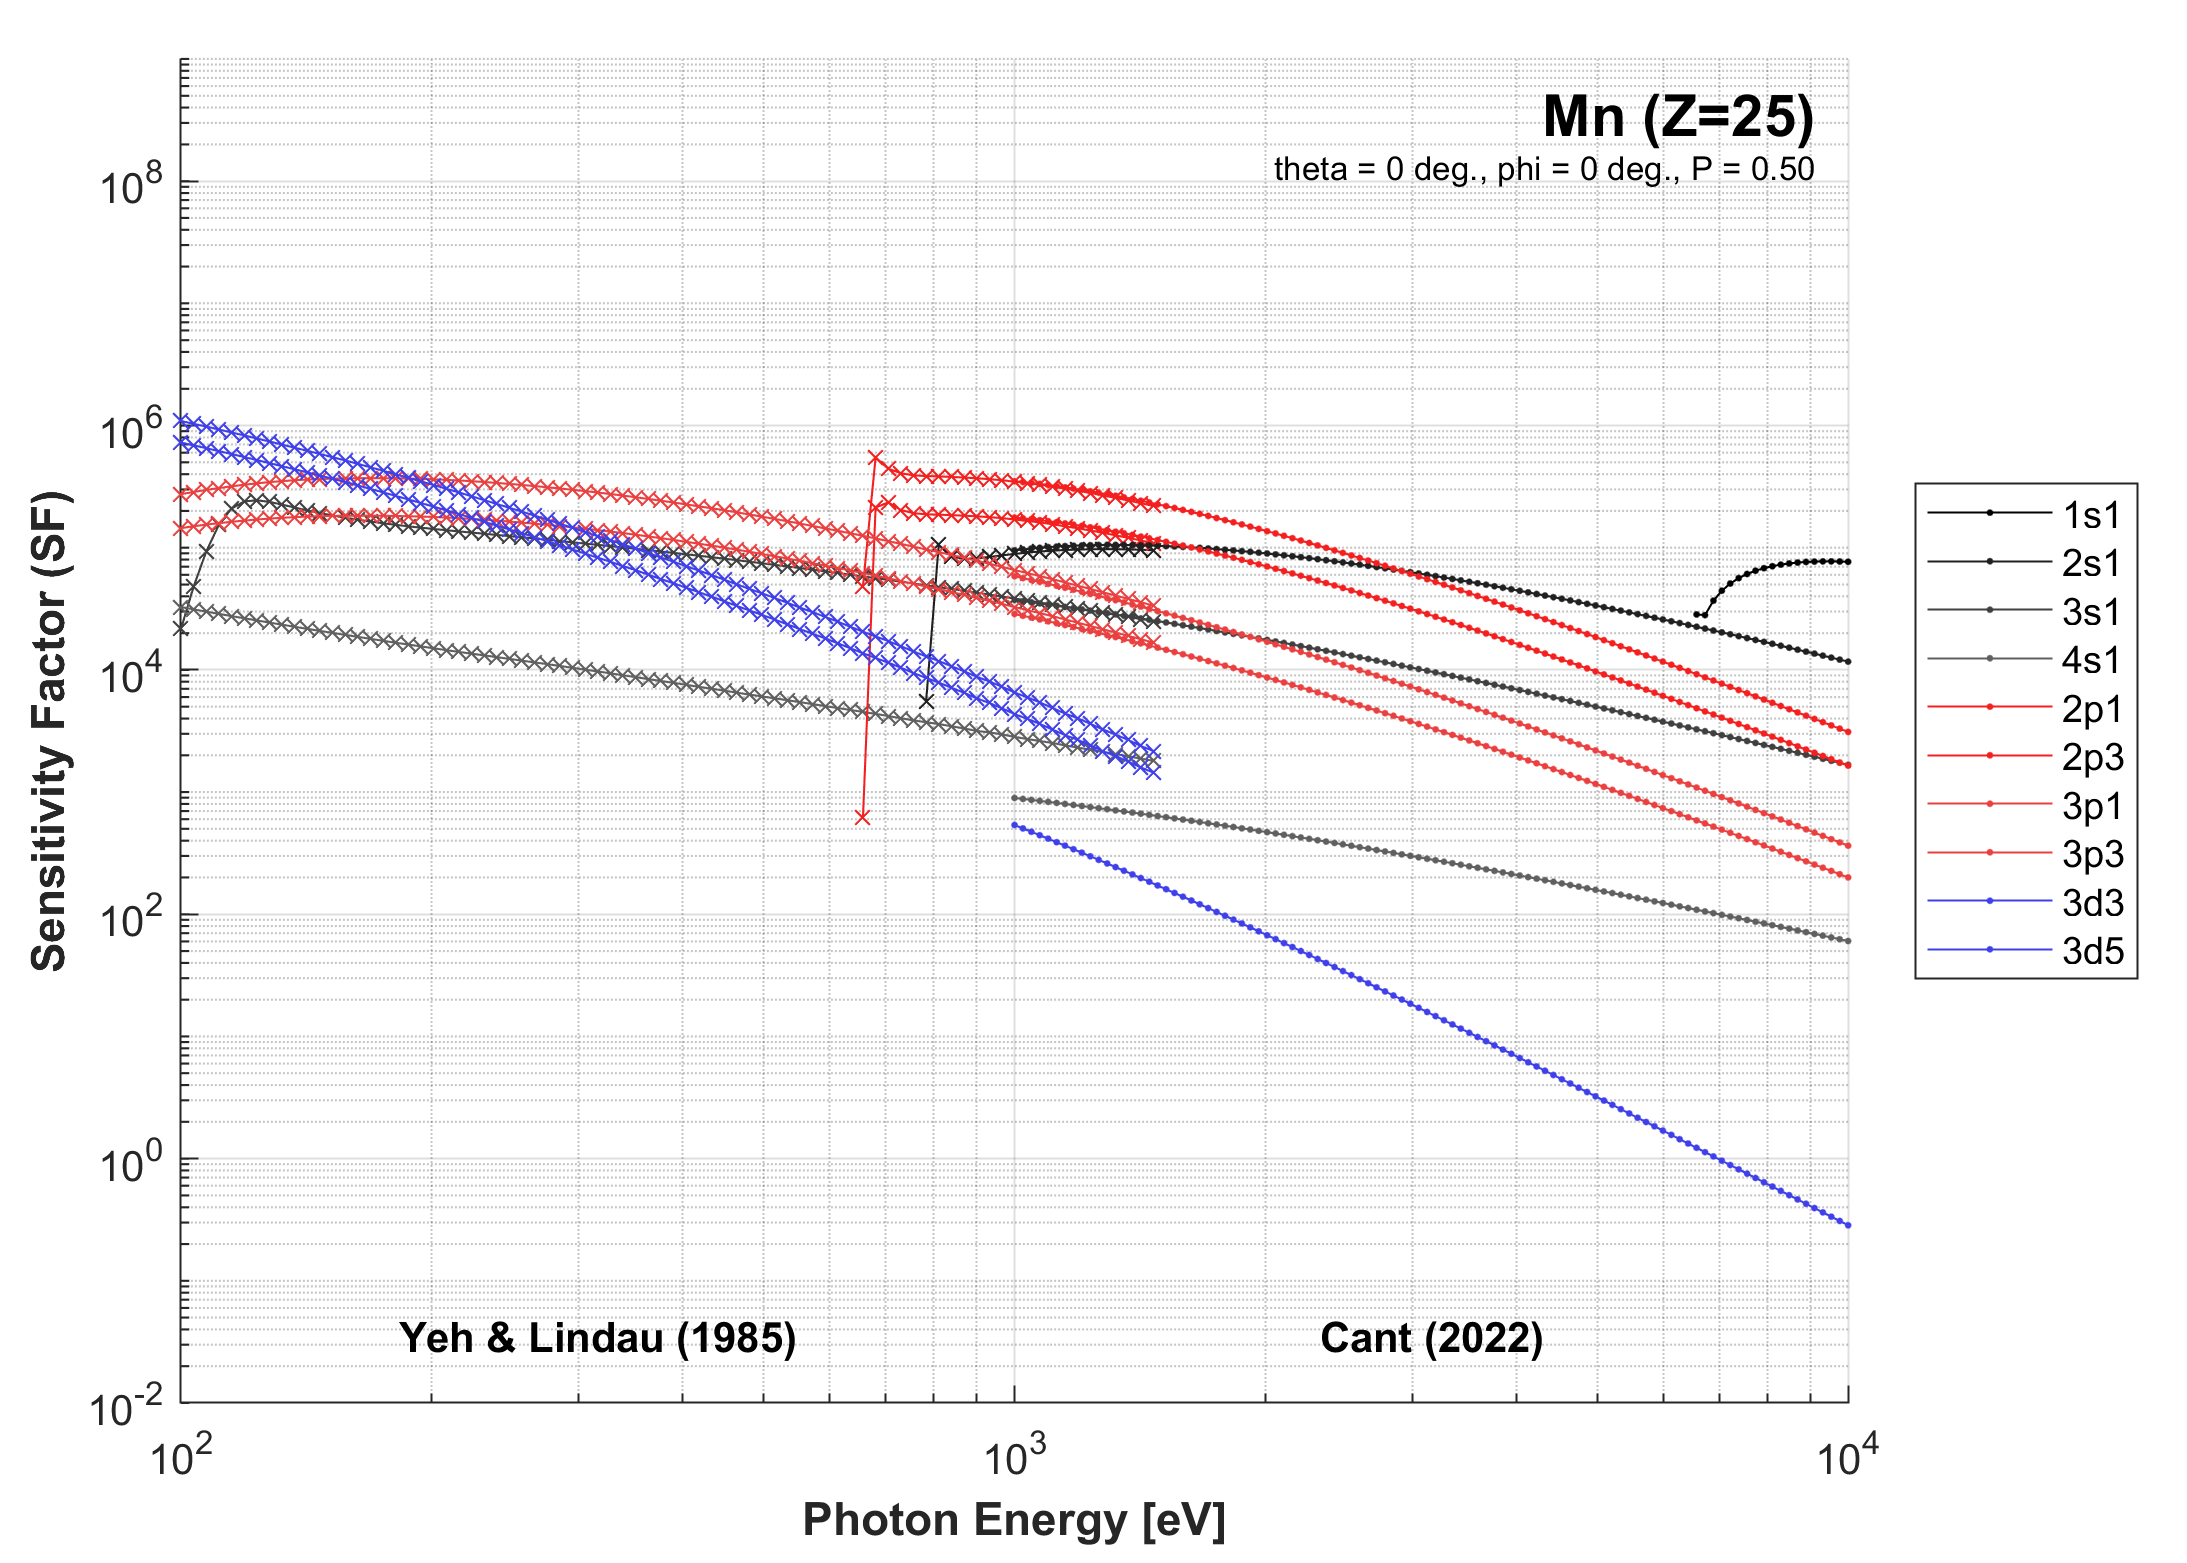 Mn (Z=25)
theta = 0 deg., phi = 0 deg., P = 0.50
10^8
10^6
10^4
10^2
10^0
10^-2
Sensitivity Factor (SF)
Yeh & Lindau (1985)
Cant (2022)
10^2
10^3
10^4
Photon Energy [eV]
1s1
2s1
3s1
4s1
2p1
2p3
3p1
3p3
3d3
3d5